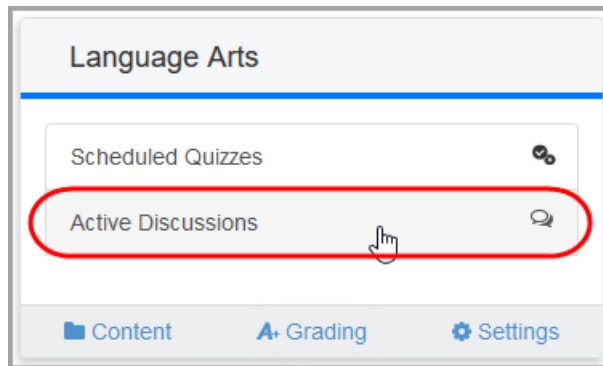 Language Arts
Scheduled Quizzes
Active Discussions
Content A+ Grading Settings